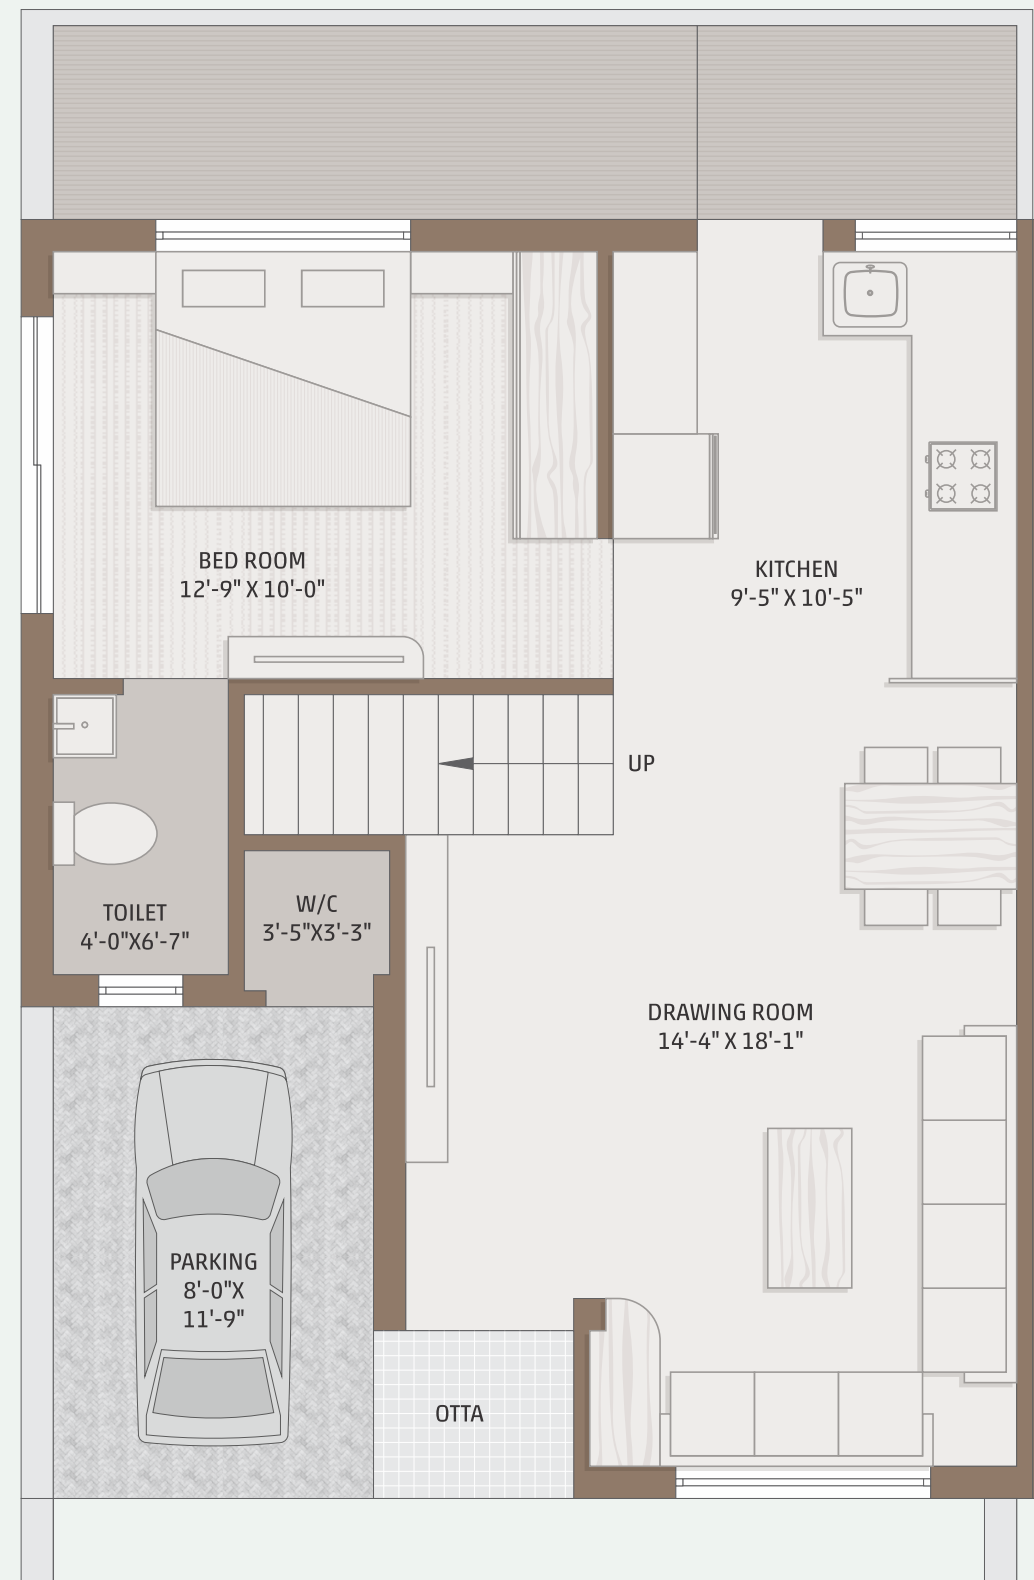 BED ROOM
12'-9" X 10'-0"
KITCHEN
9'-5" X 10'-5"
UP
TOILET
4'-0"X6'-7"
W/C
3'-5"X3'-3"
DRAWING ROOM
14'-4" X 18'-1"
PARKING
8'-0"X
11'-9"
OTTA